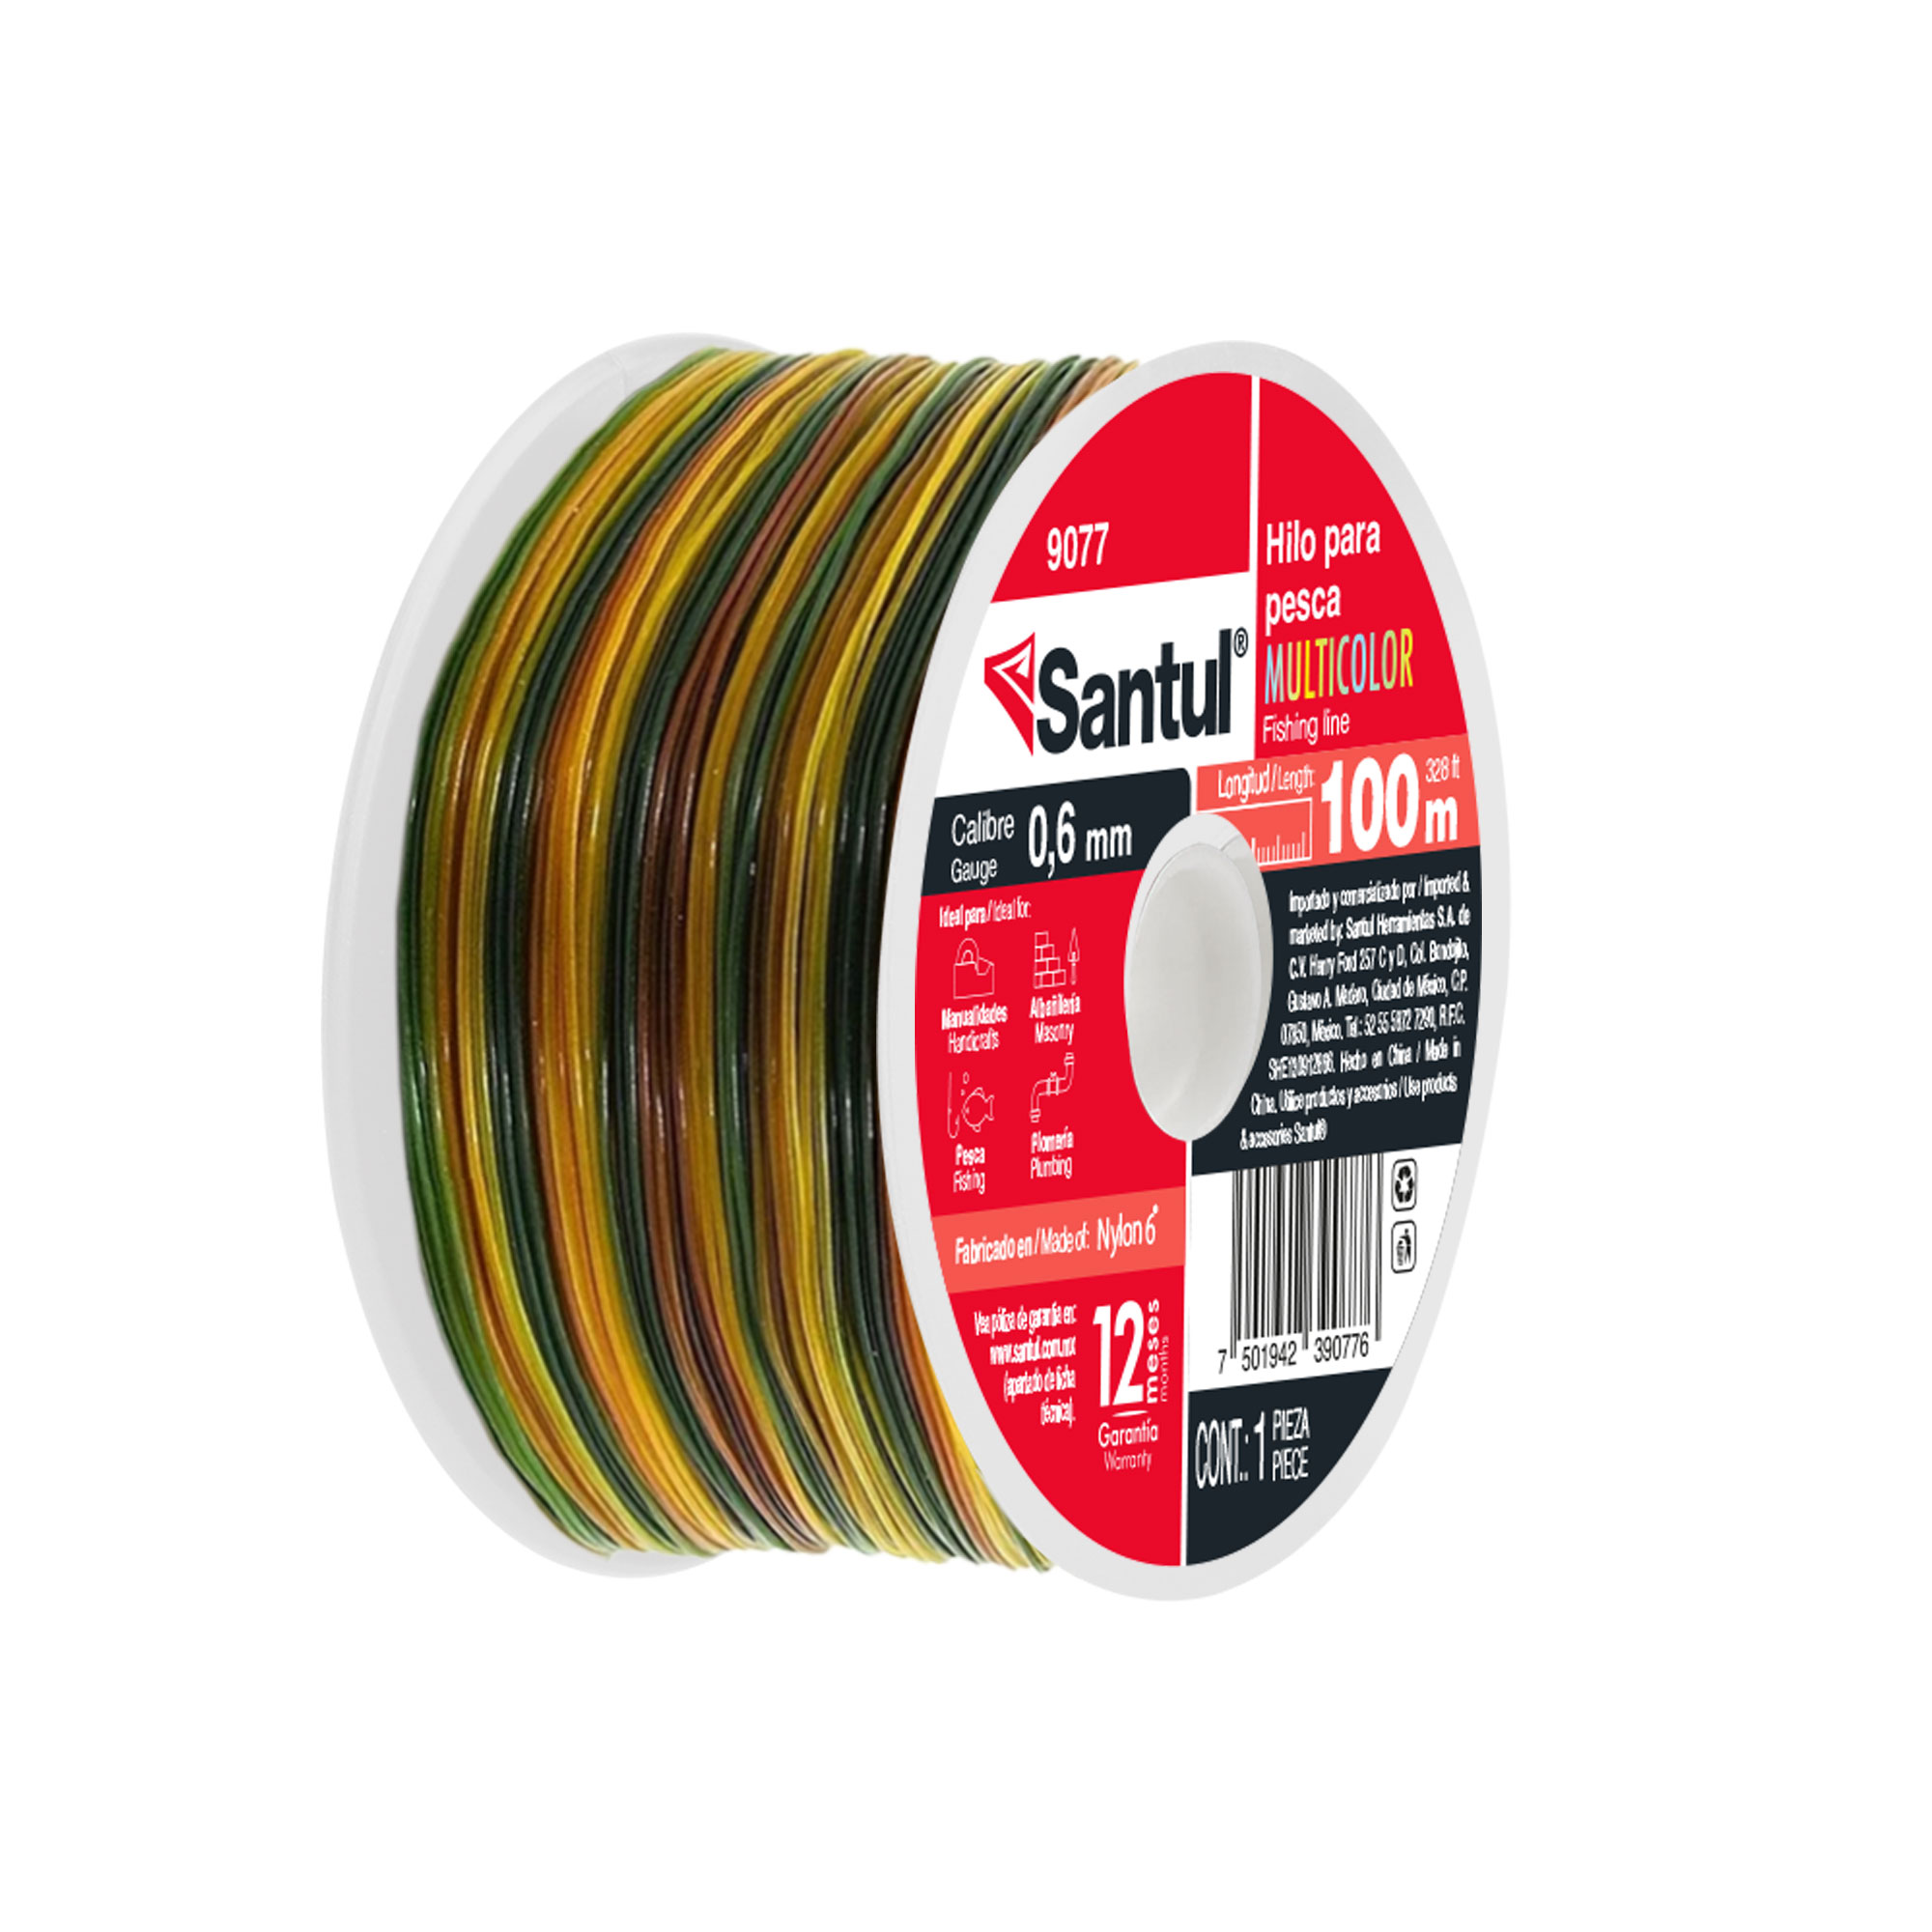 9077
Santul®
Hilo para
pesca
MULTICOLOR
Fishing line
Calibre
Gauge
0,6 mm
Longitud / Length:
100 m
328 ft
Ideal para / Ideal for:
Manualidades
Handicrafts
Albañilería
Masonry
Pesca
Fishing
Plomería
Plumbing
Fabricado en / Made of: Nylon 6
Vea póliza de garantía en:
www.santul.com.mx
(apartado de ficha
técnica).
12 meses
months
Garantía
Warranty
Importado y comercializado por / Imported &
marketed by: Santul Herramientas S.A. de
C.V. Henry Ford 257 C y D, Col. Bondojito,
Gustavo A. Madero, Ciudad de México, C.P.
07850, México. Tel.: 52 55 5872 7290, R.F.C.
Hecho en China / Made in
China. Utilice productos y accesorios / Use products
& accessories Santul®
7 501942 390776
CONT.: 1 PIEZA
PIECE